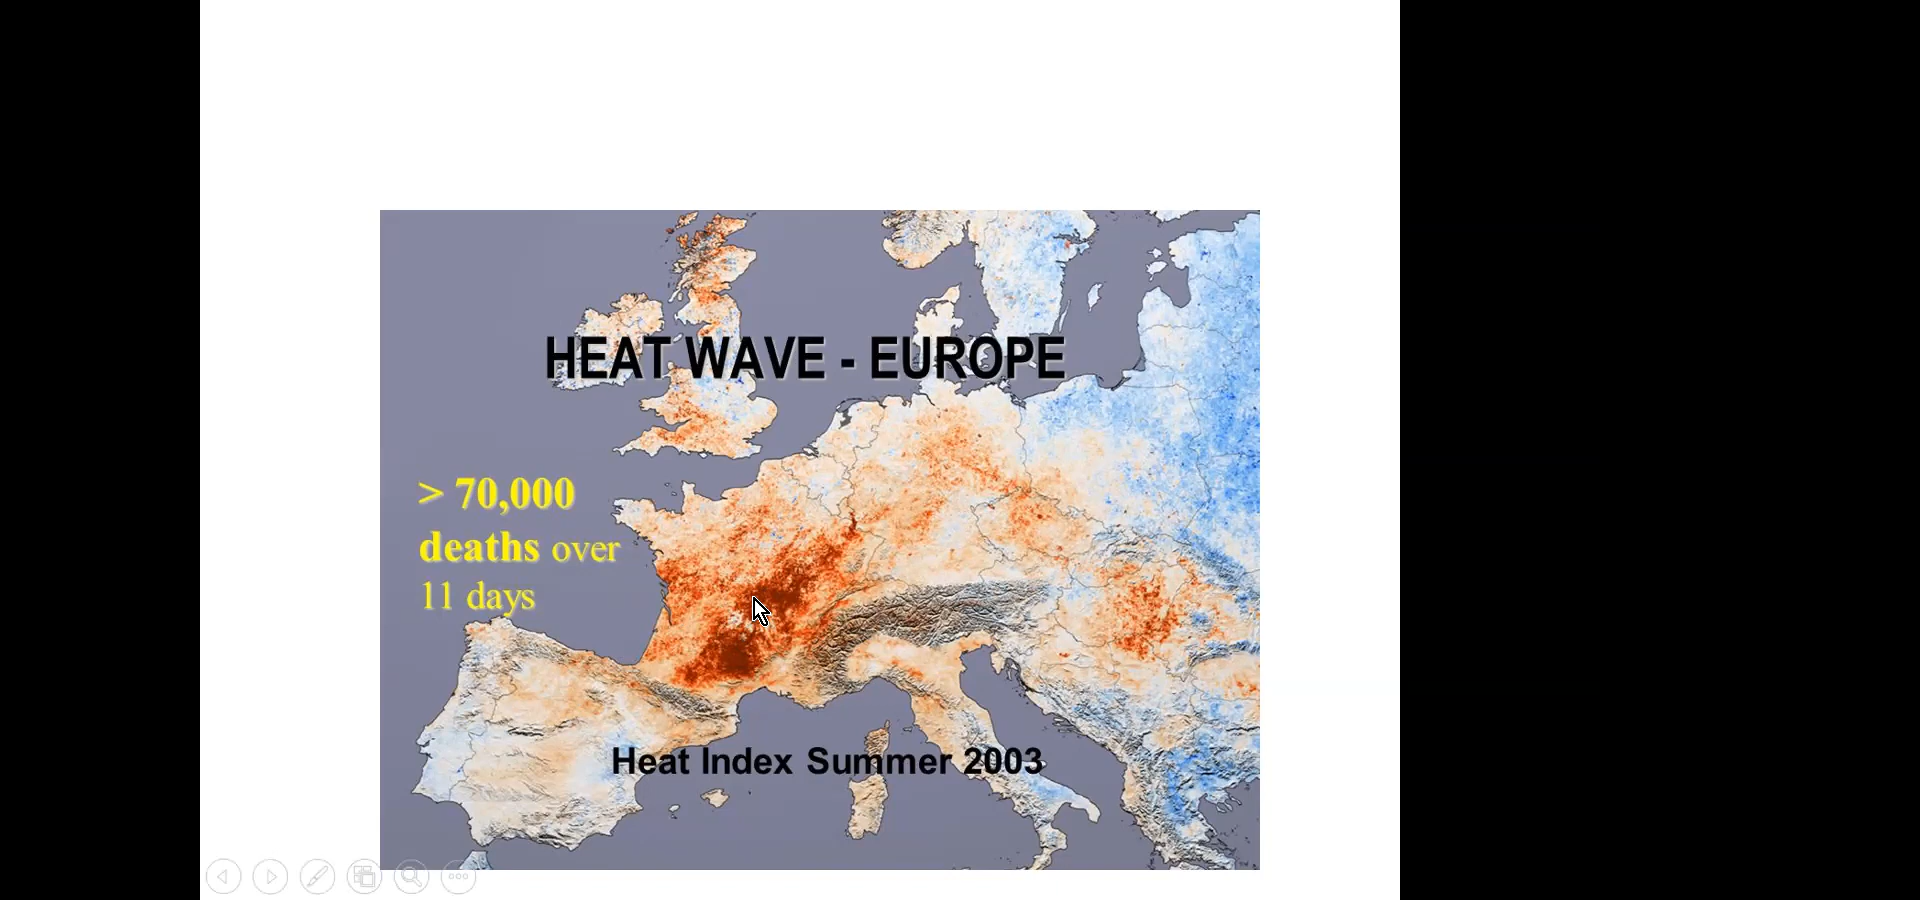 HEAT WAVE - EUROPE
> 70,000
deaths over
11 days
Heat Index Summer 2003